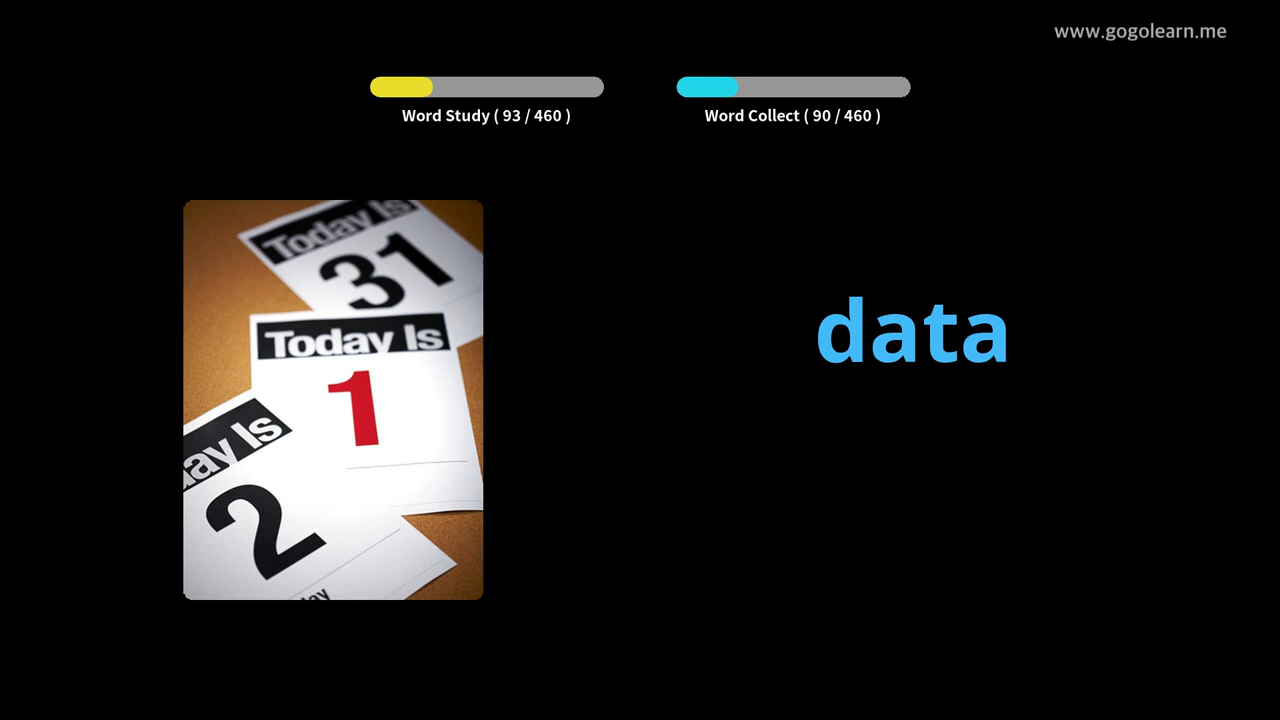 www.gogolearn.me
Word Study ( 93 / 460 )
Word Collect ( 90 / 460 )
Today Is
31
Today Is
1
ay Is
2
data